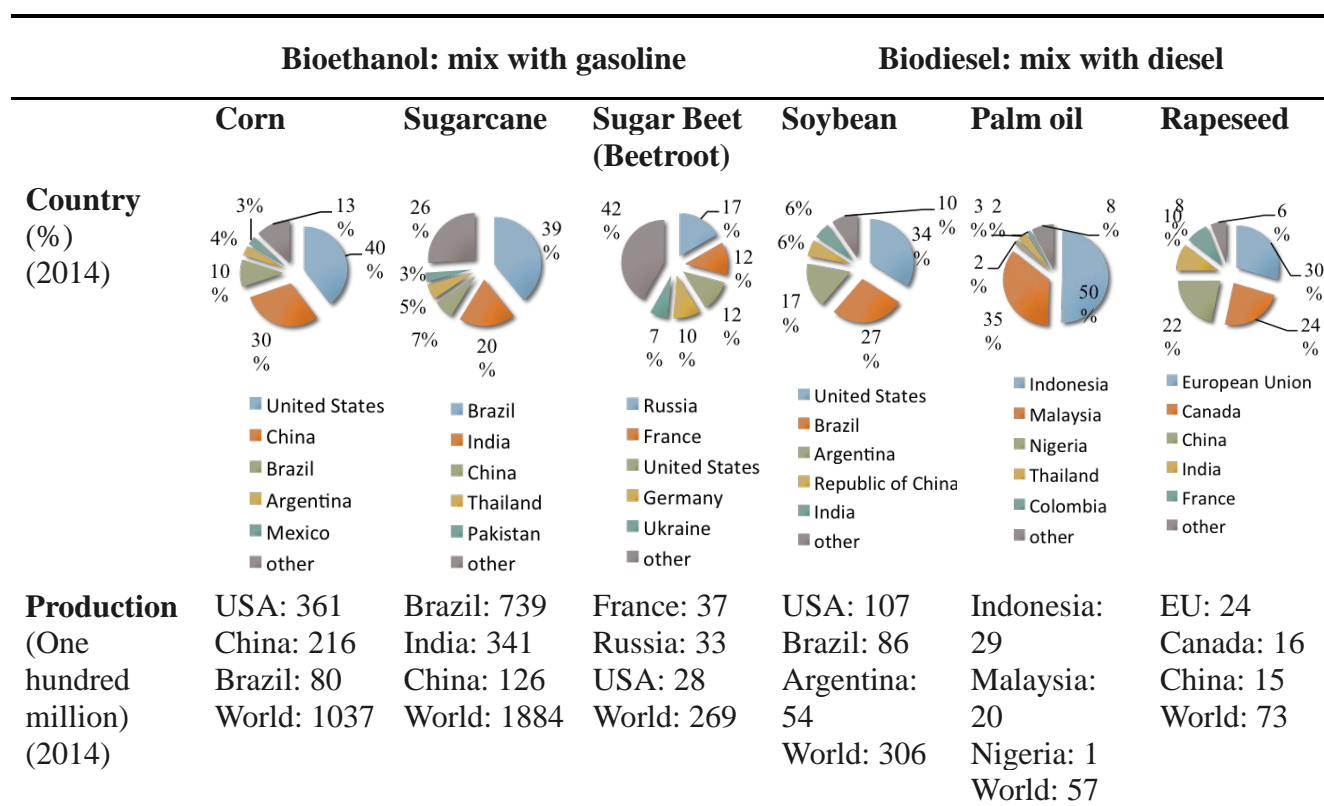 Bioethanol: mix with gasoline
Biodiesel: mix with diesel
Corn
Sugarcane
Sugar Beet
(Beetroot)
Soybean
Palm oil
Rapeseed
Country
(%)
(2014)
3%
13
%
4%
40
%
10
%
30
%
United States
China
Brazil
Argentina
Mexico
other
26
%
39
%
3%
5%
7%
20
%
Brazil
India
China
Thailand
Pakistan
other
42
%
17
%
12
%
12
%
10
%
7
%
Russia
France
United States
Germany
Ukraine
other
6%
10
%
34
%
6%
17
%
27
%
United States
Brazil
Argentina
Republic of China
India
other
3
%
2
%
8
%
2
%
50
%
35
%
Indonesia
Malaysia
Nigeria
Thailand
Colombia
other
8
%
10
%
6
%
30
%
22
%
24
%
European Union
Canada
China
India
France
other
Production
(One
hundred
million)
(2014)
USA: 361
China: 216
Brazil: 80
World: 1037
Brazil: 739
India: 341
China: 126
World: 1884
France: 37
Russia: 33
USA: 28
World: 269
USA: 107
Brazil: 86
Argentina:
54
World: 306
Indonesia:
29
Malaysia:
20
Nigeria: 1
World: 57
EU: 24
Canada: 16
China: 15
World: 73